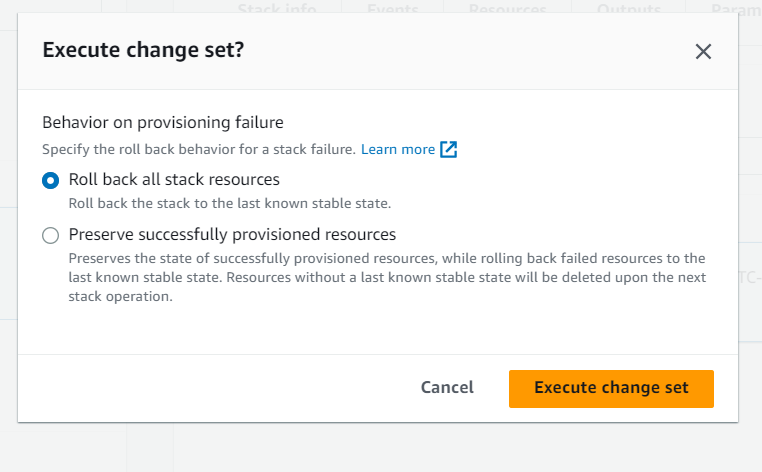 Stack info Events Resources Outputs Param
Execute change set?
Behavior on provisioning failure
Specify the roll back behavior for a stack failure. Learn more
Roll back all stack resources
Roll back the stack to the last known stable state.
Preserve successfully provisioned resources
Preserves the state of successfully provisioned resources, while rolling back failed resources to the
last known stable state. Resources without a last known stable state will be deleted upon the next
stack operation.
TC-
Cancel Execute change set